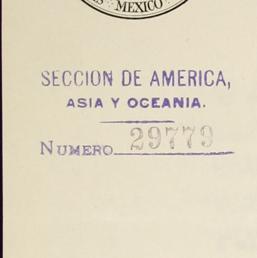 MEXICO
SECCION DE AMERICA,
ASIA Y OCEANIA.
NUMERO 29779